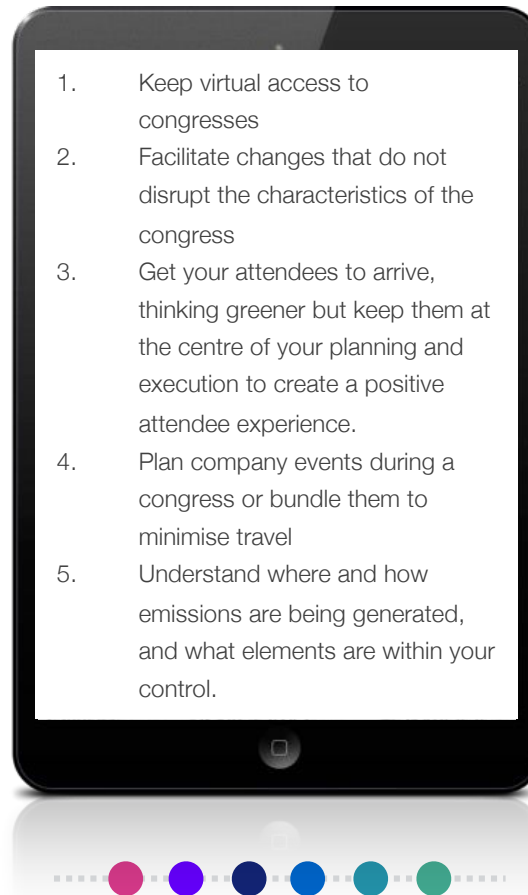 1. Keep virtual access to
congresses
2. Facilitate changes that do not
disrupt the characteristics of the
congress
3. Get your attendees to arrive,
thinking greener but keep them at
the centre of your planning and
execution to create a positive
attendee experience.
4. Plan company events during a
congress or bundle them to
minimise travel
5. Understand where and how
emissions are being generated,
and what elements are within your
control.